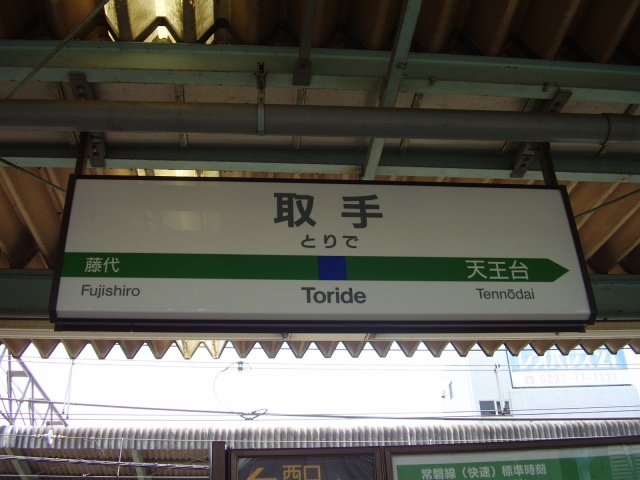 取手
とりで
藤代 天王台
Fujishiro Toride Tennōdai
←西口
常磐線(快速)標準時刻